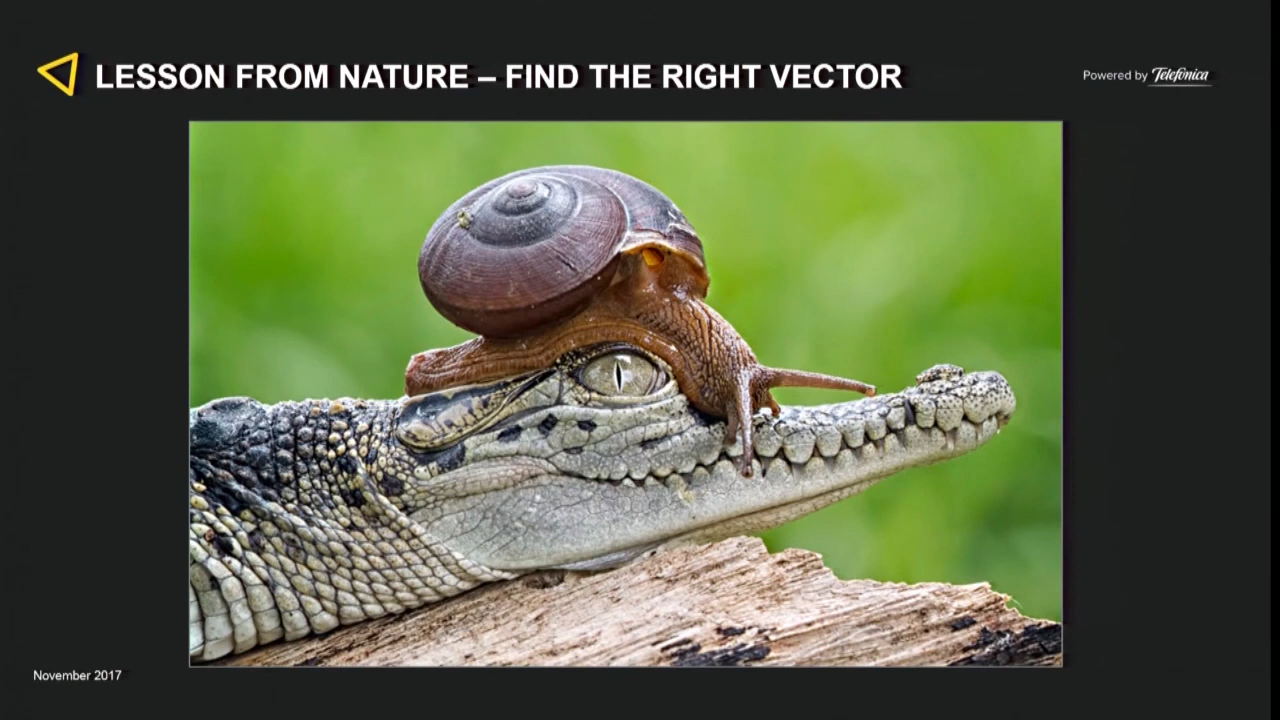 LESSON FROM NATURE – FIND THE RIGHT VECTOR
Powered by Telefónica
November 2017